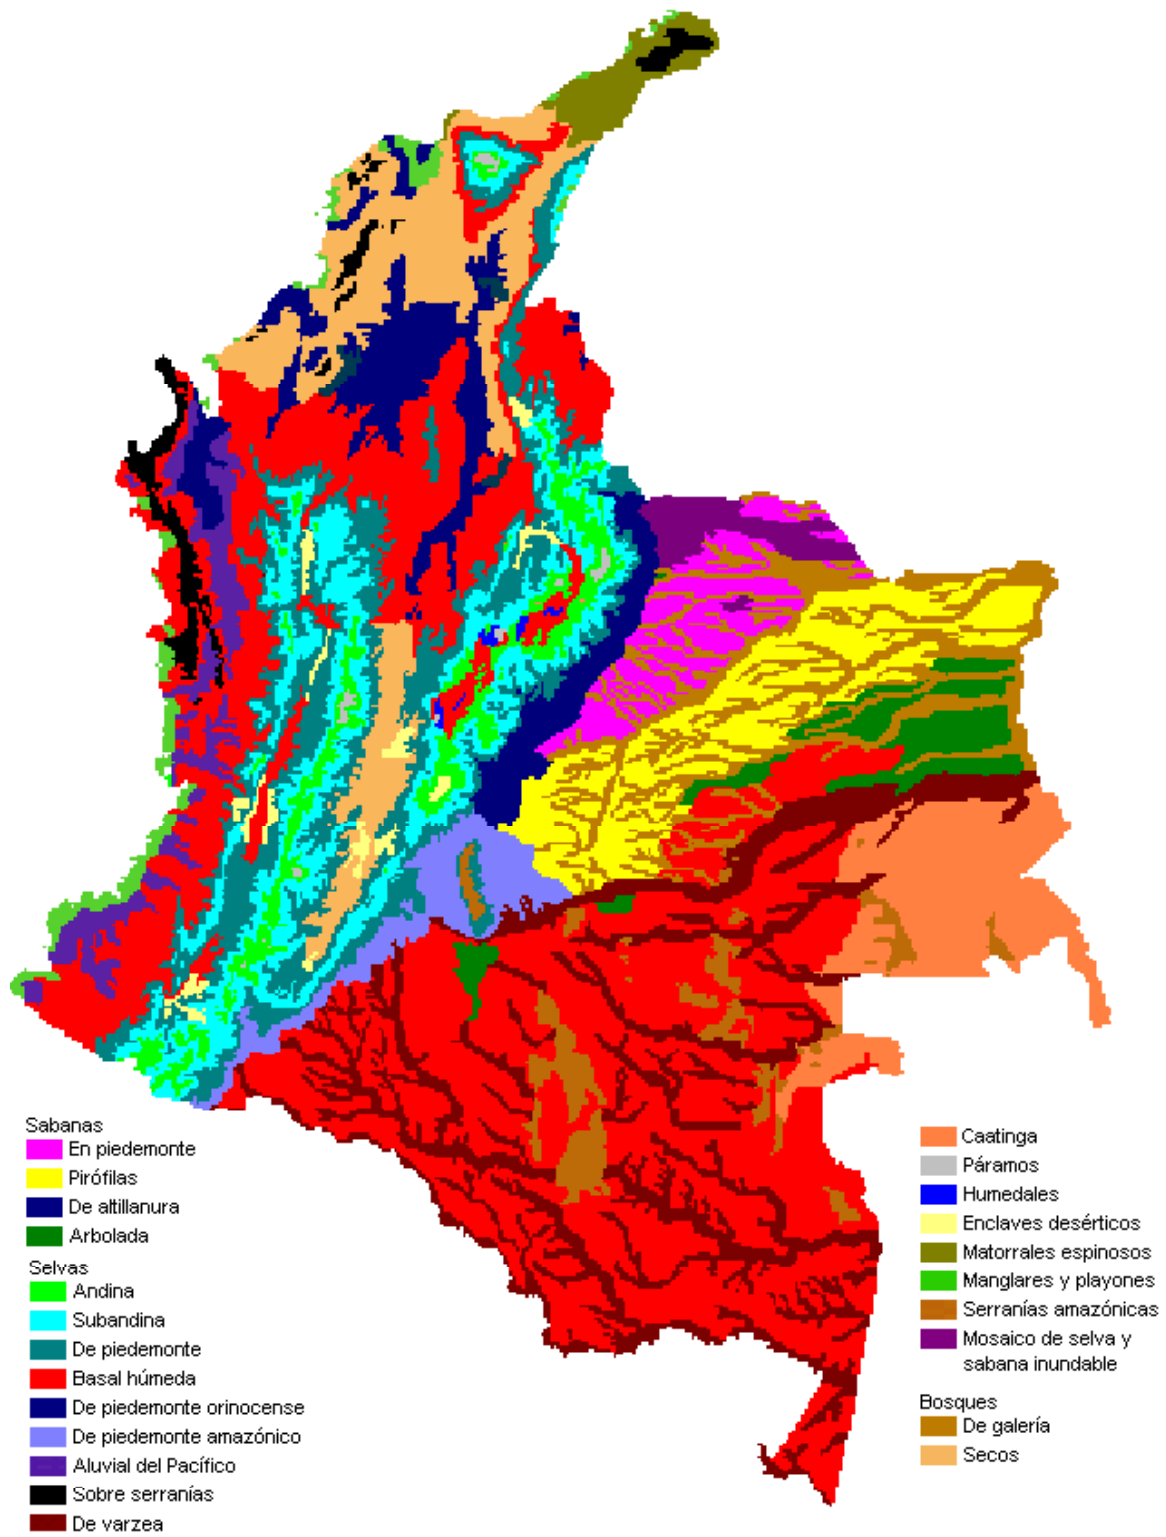 Sabanas
En piedemonte
Pirófilas
De altillanura
Arbolada
Selvas
Andina
Subandina
De piedemonte
Basal húmeda
De piedemonte orinocense
De piedemonte amazónico
Aluvial del Pacífico
Sobre serranías
De varzea
Caatinga
Páramos
Humedales
Enclaves desérticos
Matorrales espinosos
Manglares y playones
Serranías amazónicas
Mosaico de selva y
sabana inundable
Bosques
De galería
Secos